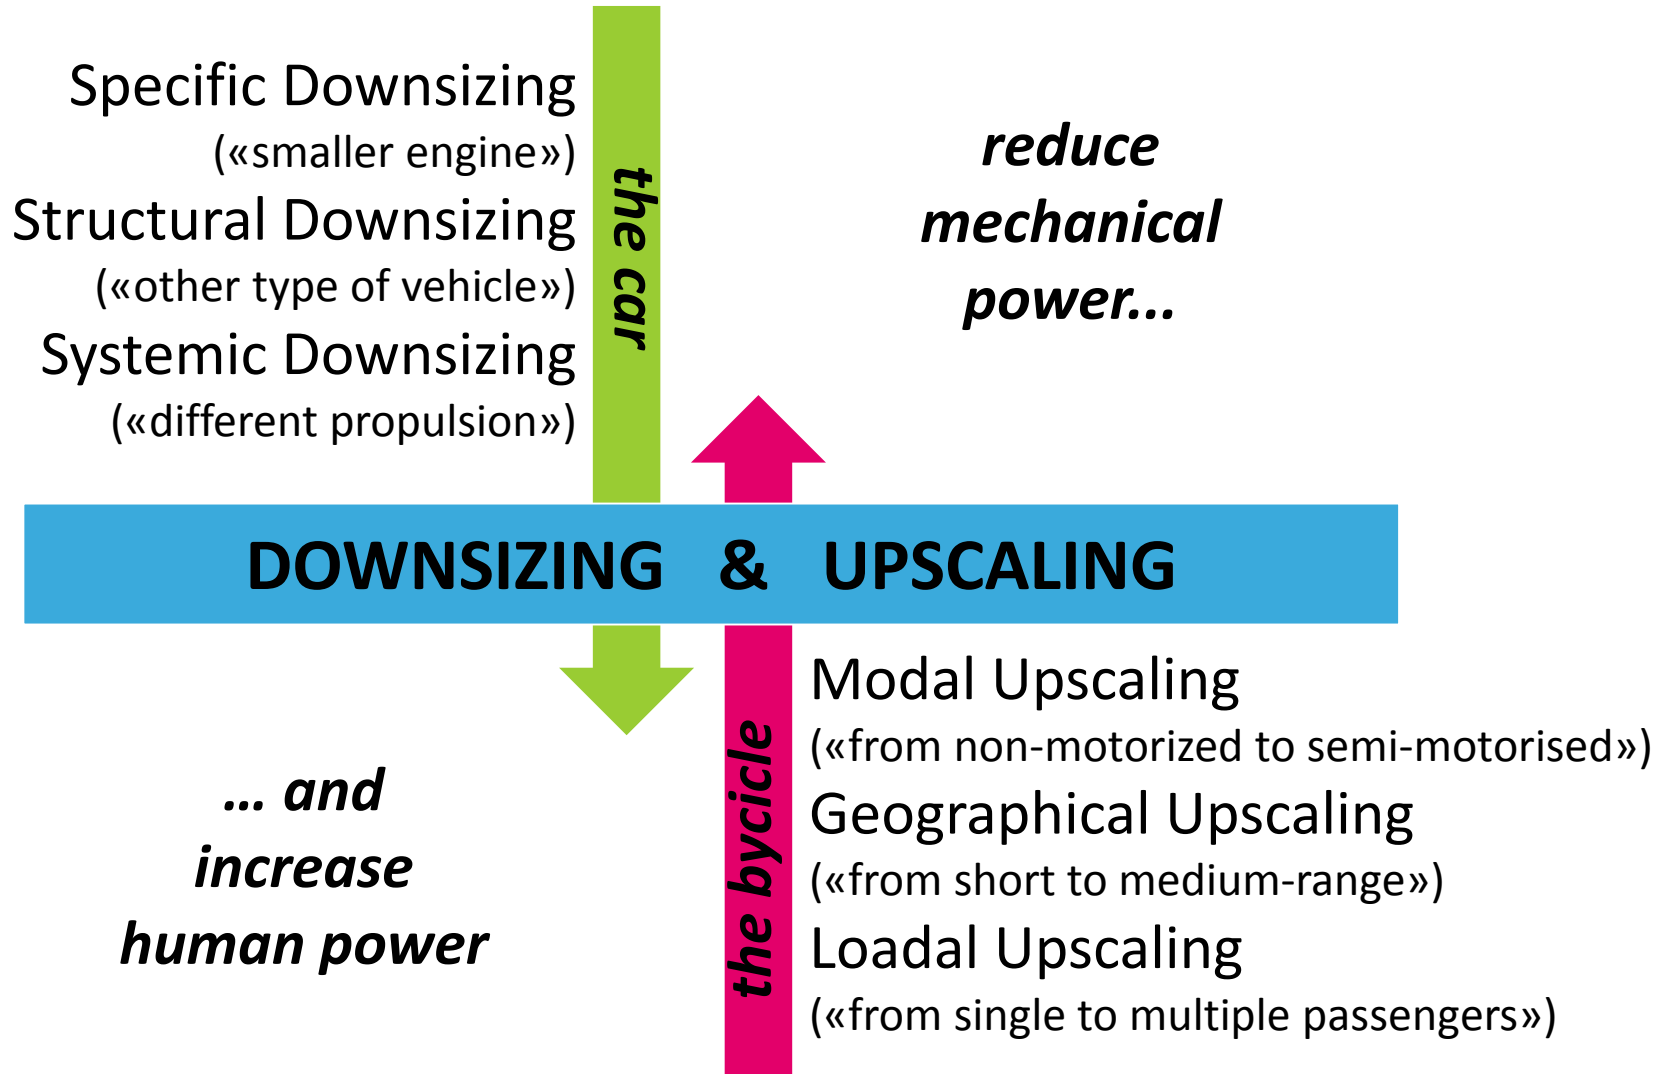 Specific Downsizing
(«smaller engine»)
Structural Downsizing
(«other type of vehicle»)
Systemic Downsizing
(«different propulsion»)
the car
reduce
mechanical
power...
DOWNSIZING & UPSCALING
... and
increase
human power
the bycicle
Modal Upscaling
(«from non-motorized to semi-motorised»)
Geographical Upscaling
(«from short to medium-range»)
Loadal Upscaling
(«from single to multiple passengers»)